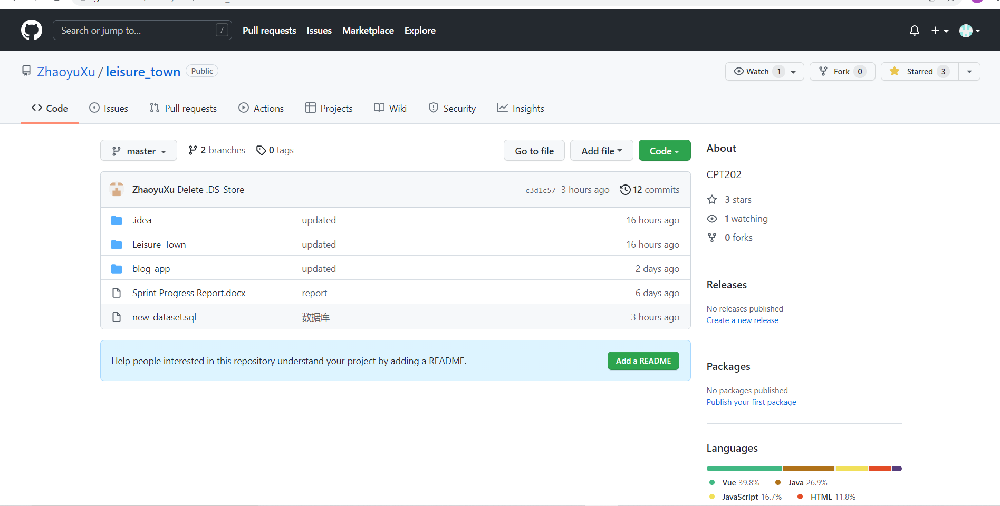 Search or jump to... /
Pull requests Issues Marketplace Explore
ZhaoyuXu / leisure_town Public
Watch 1 Fork 0 Starred 3
Code Issues Pull requests Actions Projects Wiki Security Insights
master 2 branches 0 tags Go to file Add file Code
ZhaoyuXu Delete .DS_Store c3d1c57 3 hours ago 12 commits
.idea updated 16 hours ago
Leisure_Town updated 16 hours ago
blog-app updated 2 days ago
Sprint Progress Report.docx report 6 days ago
new_dataset.sql 数据库 3 hours ago
Help people interested in this repository understand your project by adding a README. Add a README
About
CPT202
3 stars
1 watching
0 forks
Releases
No releases published
Create a new release
Packages
No packages published
Publish your first package
Languages
Vue 39.8% Java 26.9%
JavaScript 16.7% HTML 11.8%